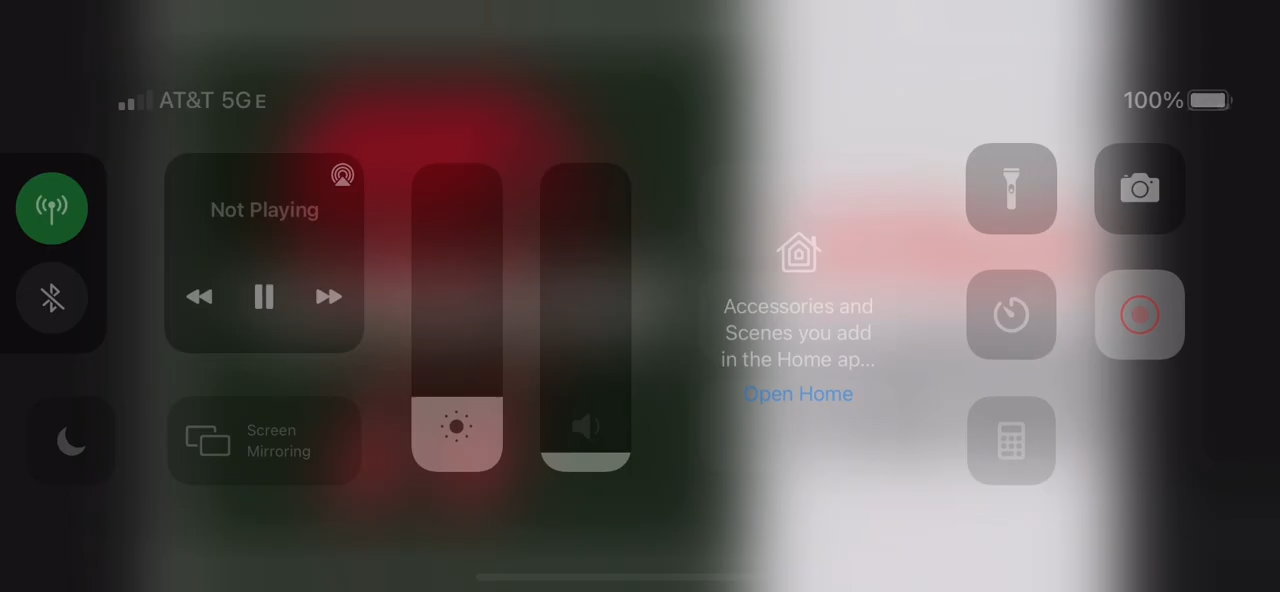 AT&T 5G E
100%
Not Playing
Accessories and
Scenes you add
in the Home ap...
Open Home
Screen
Mirroring